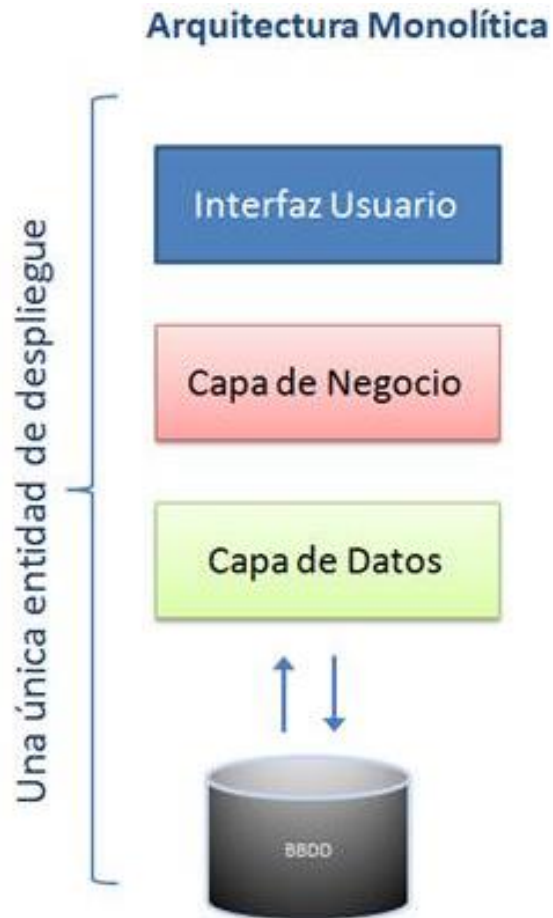 Arquitectura Monolítica
Una única entidad de despliegue
Interfaz Usuario
Capa de Negocio
Capa de Datos
BBDD